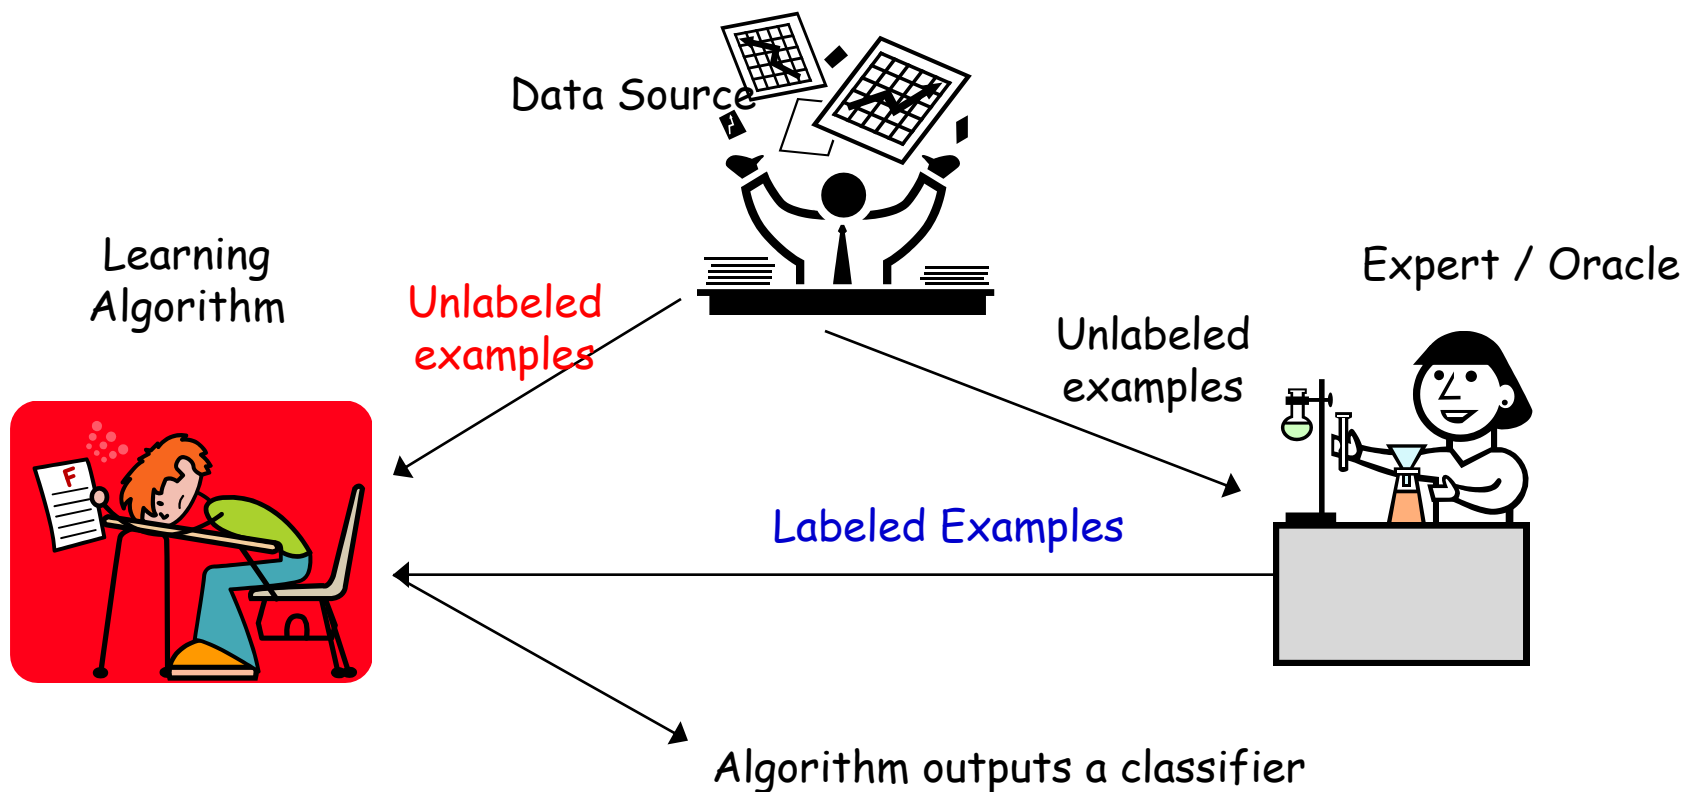 Data Source
Learning
Algorithm
Unlabeled
examples
Expert / Oracle
Unlabeled
examples
F
Labeled Examples
Algorithm outputs a classifier